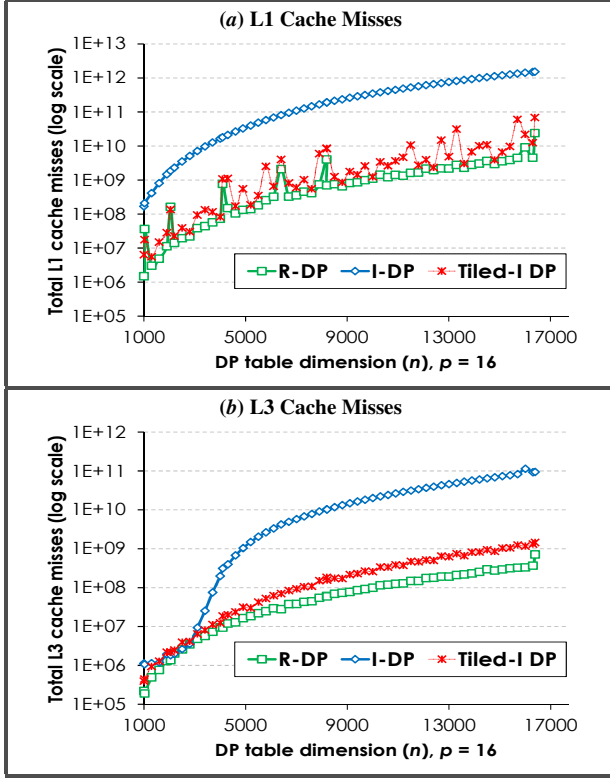 (a) L1 Cache Misses
Total L1 cache misses (log scale)
1E+13
1E+12
1E+11
1E+10
1E+09
1E+08
1E+07
1E+06
1E+05
R-DP I-DP Tiled-I DP
1000 5000 9000 13000 17000
DP table dimension (n), p = 16
(b) L3 Cache Misses
Total L3 cache misses (log scale)
1E+12
1E+11
1E+10
1E+09
1E+08
1E+07
1E+06
1E+05
R-DP I-DP Tiled-I DP
1000 5000 9000 13000 17000
DP table dimension (n), p = 16